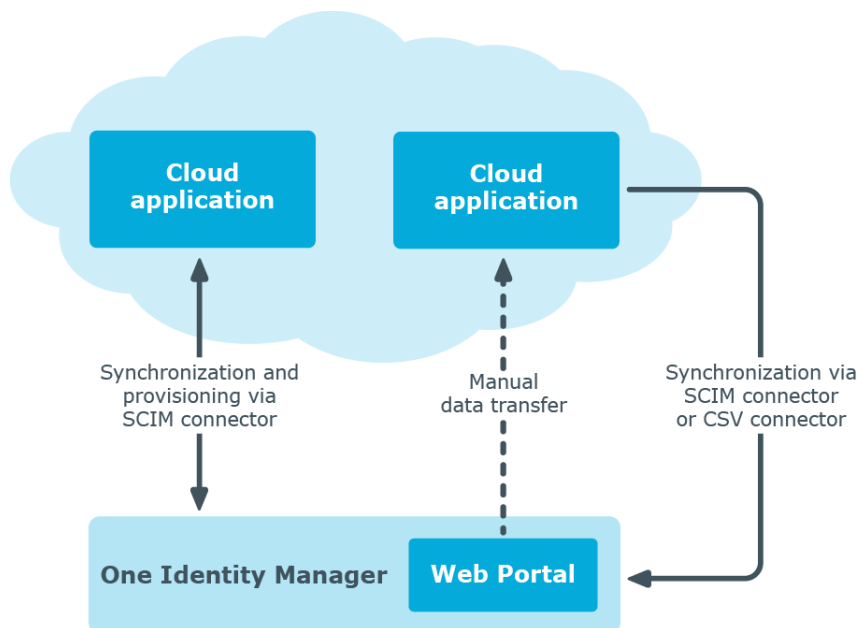 Cloud
application
Cloud
application
Synchronization and
provisioning via
SCIM connector
Manual
data transfer
Synchronization via
SCIM connector
or CSV connector
One Identity Manager
Web Portal